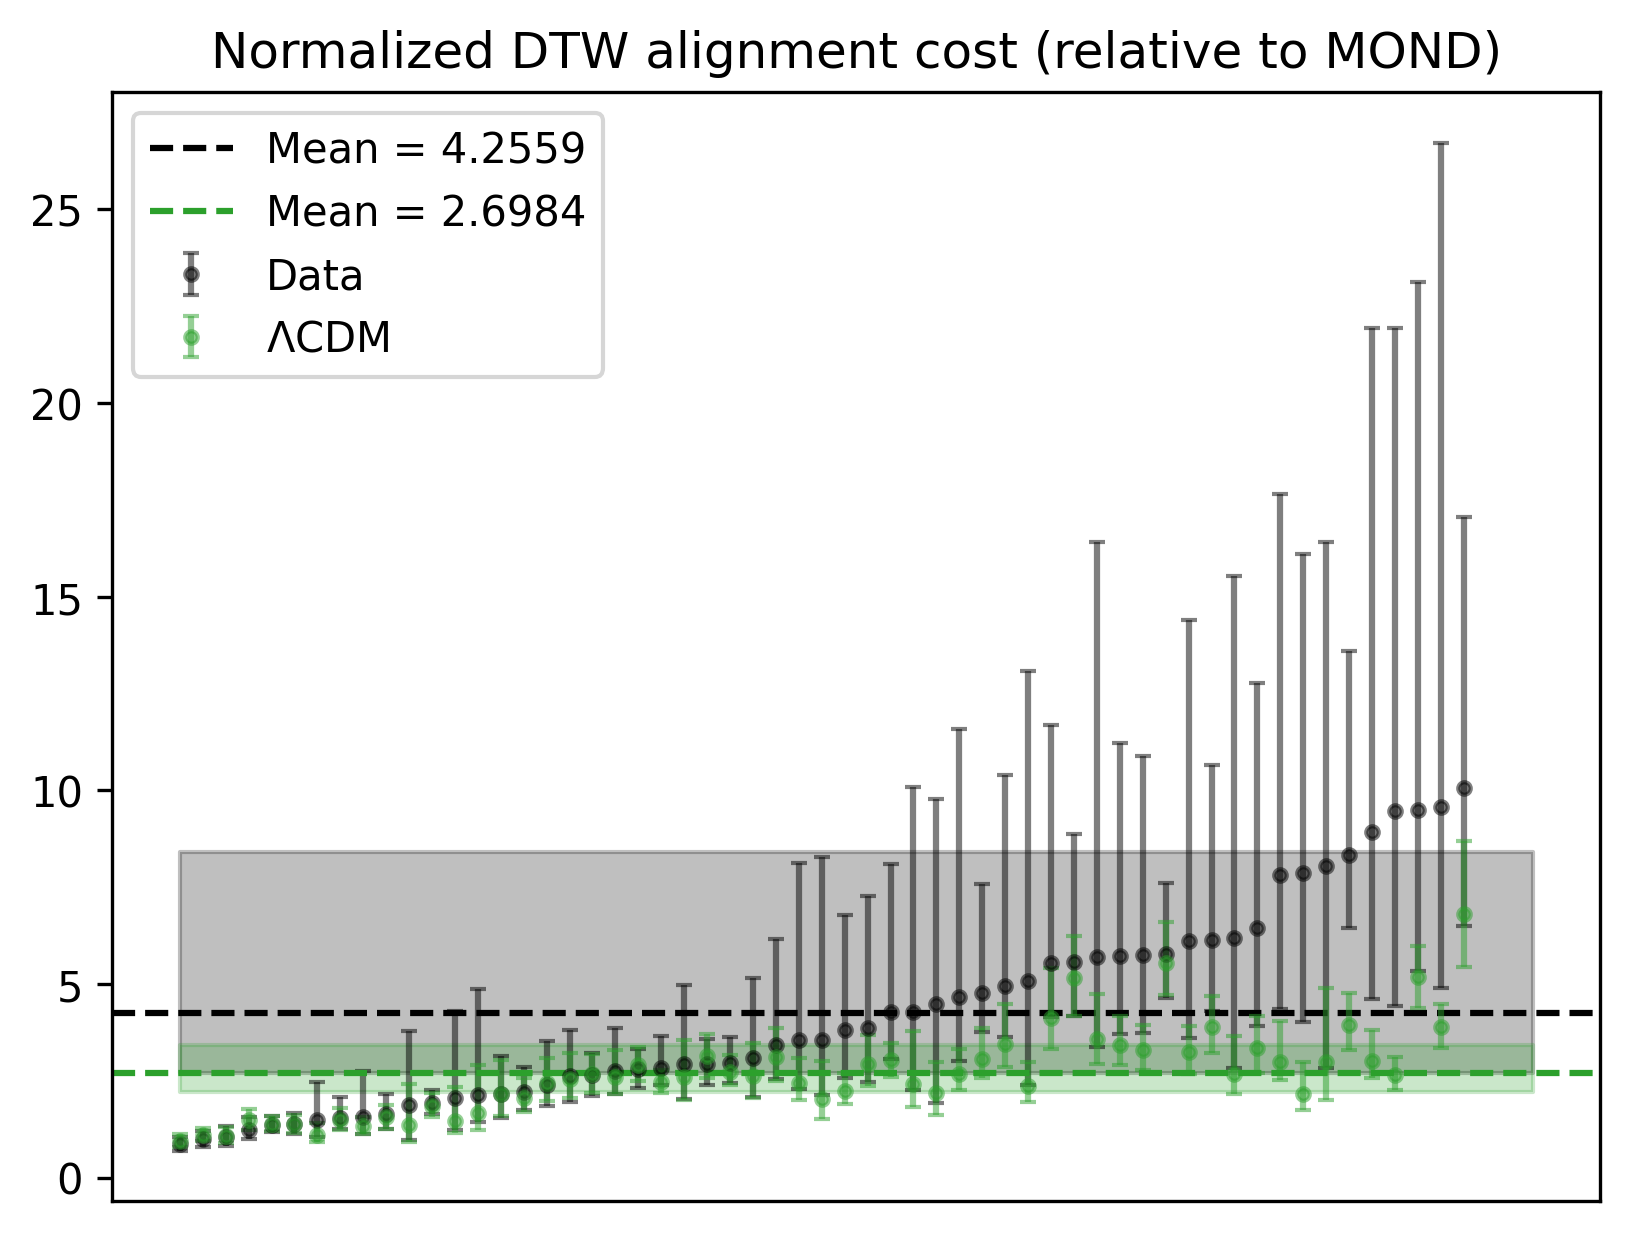 Normalized DTW alignment cost (relative to MOND)
Mean = 4.2559
Mean = 2.6984
Data
ΛCDM
25
20
15
10
5
0